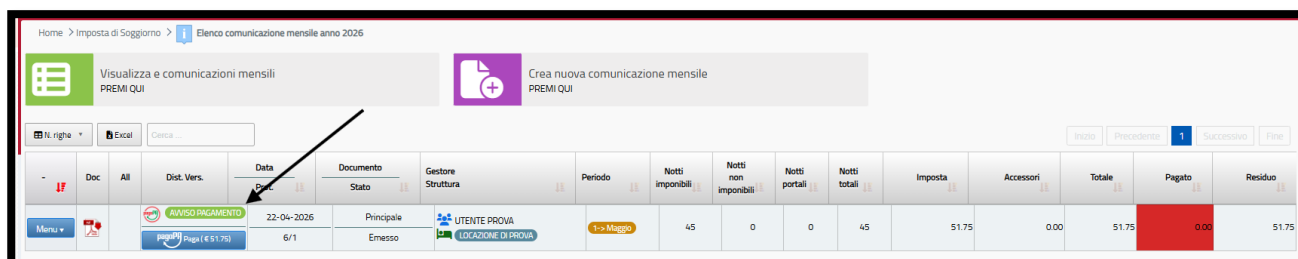 Home > Imposta di Soggiorno > Elenco comunicazione mensile anno 2026
Visualizza e comunicazioni mensili
PREMI QUI
Crea nuova comunicazione mensile
PREMI QUI
N. righe Excel Cerca ... Inizio Precedente 1 Successivo Fine
- Doc All Dist. Vers. Data Prot. Documento Stato Gestore Struttura Periodo Notti imponibili Notti non imponibili Notti portali Notti totali Imposta Accessori Totale Pagato Residuo
Menu pagoPA AVVISO PAGAMENTO 22-04-2026 Principale UTENTE PROVA 1-> Maggio 45 0 0 45 51.75 0.00 51.75 0.00 51.75
pagoPA Paga ( € 51.75) 6/1 Emesso LOCAZIONE DI PROVA